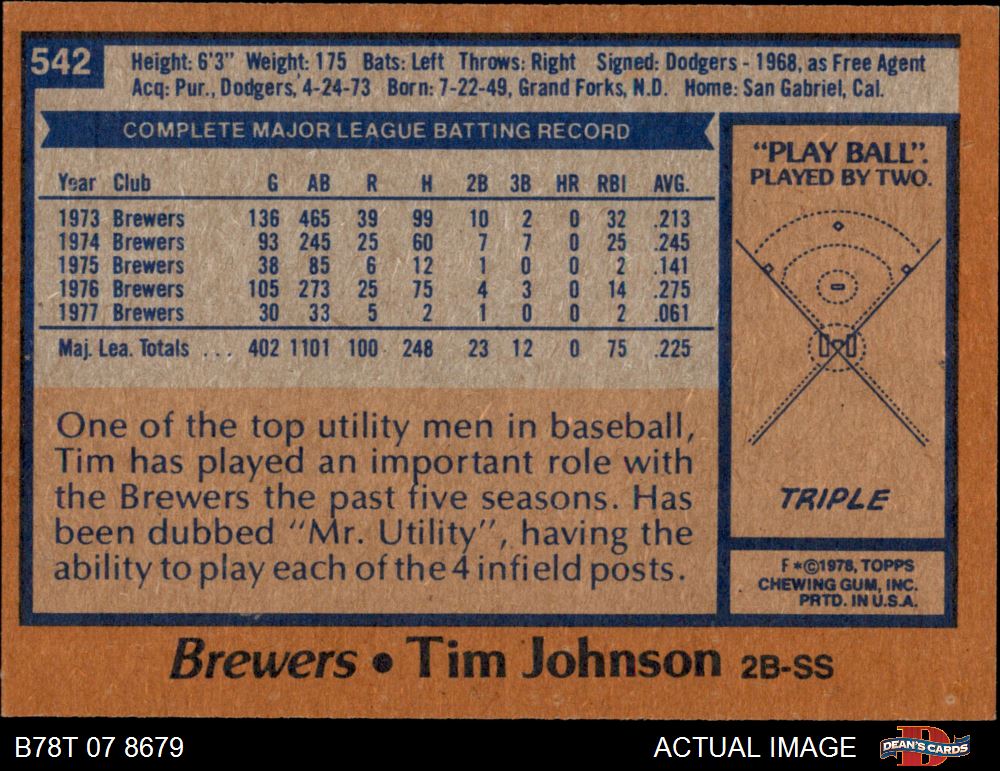 542
Height: 6'3" Weight: 175 Bats: Left Throws: Right Signed: Dodgers - 1968, as Free Agent
Acq: Pur., Dodgers, 4-24-73 Born: 7-22-49, Grand Forks, N.D. Home: San Gabriel, Cal.
COMPLETE MAJOR LEAGUE BATTING RECORD
Year Club G AB R H 2B 3B HR RBI AVG.
1973 Brewers 136 465 39 99 10 2 0 32 .213
1974 Brewers 93 245 25 60 7 7 0 25 .245
1975 Brewers 38 85 6 12 1 0 0 2 .141
1976 Brewers 105 273 25 75 4 3 0 14 .275
1977 Brewers 30 33 5 2 1 0 0 2 .061
Maj. Lea. Totals ... 402 1101 100 248 23 12 0 75 .225
One of the top utility men in baseball,
Tim has played an important role with
the Brewers the past five seasons. Has
been dubbed "Mr. Utility", having the
ability to play each of the 4 infield posts.
"PLAY BALL".
PLAYED BY TWO.
TRIPLE
F*©1978, TOPPS
CHEWING GUM, INC.
PRTD. IN U.S.A.
Brewers • Tim Johnson 2B-SS
B78T 07 8679
ACTUAL IMAGE
DEAN'S CARDS